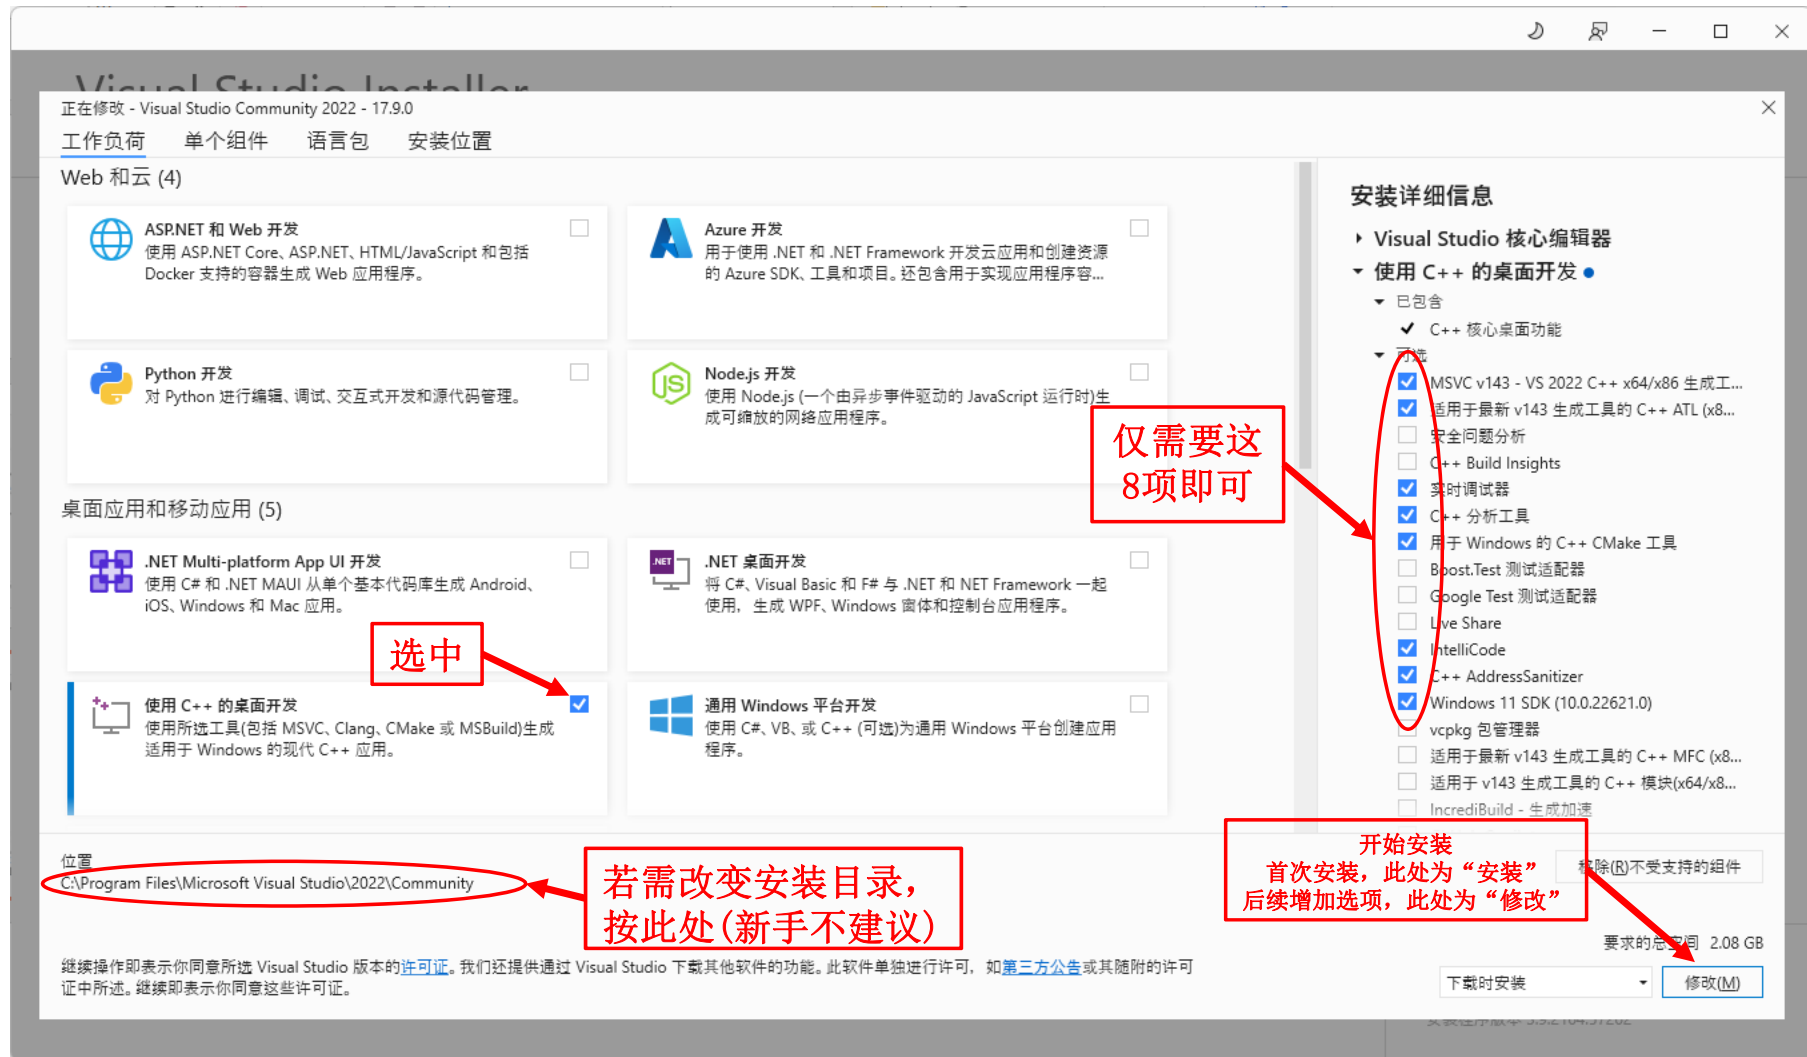 Visual Studio Installer
正在修改 - Visual Studio Community 2022 - 17.9.0
工作负荷 单个组件 语言包 安装位置
Web 和云 (4)
ASP.NET 和 Web 开发
使用 ASP.NET Core、ASP.NET、HTML/JavaScript 和包括
Docker 支持的容器生成 Web 应用程序。
Azure 开发
用于使用 .NET 和 .NET Framework 开发云应用和创建资源
的 Azure SDK、工具和项目。还包含用于实现应用程序容...
Python 开发
对 Python 进行编辑、调试、交互式开发和源代码管理。
Node.js 开发
使用 Node.js (一个由异步事件驱动的 JavaScript 运行时)生
成可缩放的网络应用程序。
桌面应用和移动应用 (5)
.NET Multi-platform App UI 开发
使用 C# 和 .NET MAUI 从单个基本代码库生成 Android、
iOS、Windows 和 Mac 应用。
.NET
.NET 桌面开发
将 C#、Visual Basic 和 F# 与 .NET 和 NET Framework 一起
使用，生成 WPF、Windows 窗体和控制台应用程序。
选中
使用 C++ 的桌面开发
使用所选工具(包括 MSVC、Clang、CMake 或 MSBuild)生成
适用于 Windows 的现代 C++ 应用。
通用 Windows 平台开发
使用 C#、VB、或 C++ (可选)为通用 Windows 平台创建应用
程序。
仅需要这
8项即可
安装详细信息
Visual Studio 核心编辑器
使用 C++ 的桌面开发
已包含
C++ 核心桌面功能
可选
MSVC v143 - VS 2022 C++ x64/x86 生成工...
适用于最新 v143 生成工具的 C++ ATL (x8...
安全问题分析
C++ Build Insights
实时调试器
C++ 分析工具
用于 Windows 的 C++ CMake 工具
Boost.Test 测试适配器
Google Test 测试适配器
Live Share
IntelliCode
C++ AddressSanitizer
Windows 11 SDK (10.0.22621.0)
vcpkg 包管理器
适用于最新 v143 生成工具的 C++ MFC (x8...
适用于 v143 生成工具的 C++ 模块(x64/x8...
IncrediBuild - 生成加速
位置
C:\Program Files\Microsoft Visual Studio\2022\Community
若需改变安装目录，
按此处(新手不建议)
开始安装
首次安装，此处为“安装”
后续增加选项，此处为“修改”
移除(R)不受支持的组件
要求的总空间 2.08 GB
继续操作即表示你同意所选 Visual Studio 版本的许可证。我们还提供通过 Visual Studio 下载其他软件的功能。此软件单独进行许可，如第三方公告或其随附的许可
证中所述。继续即表示你同意这些许可证。
下载时安装
修改(M)